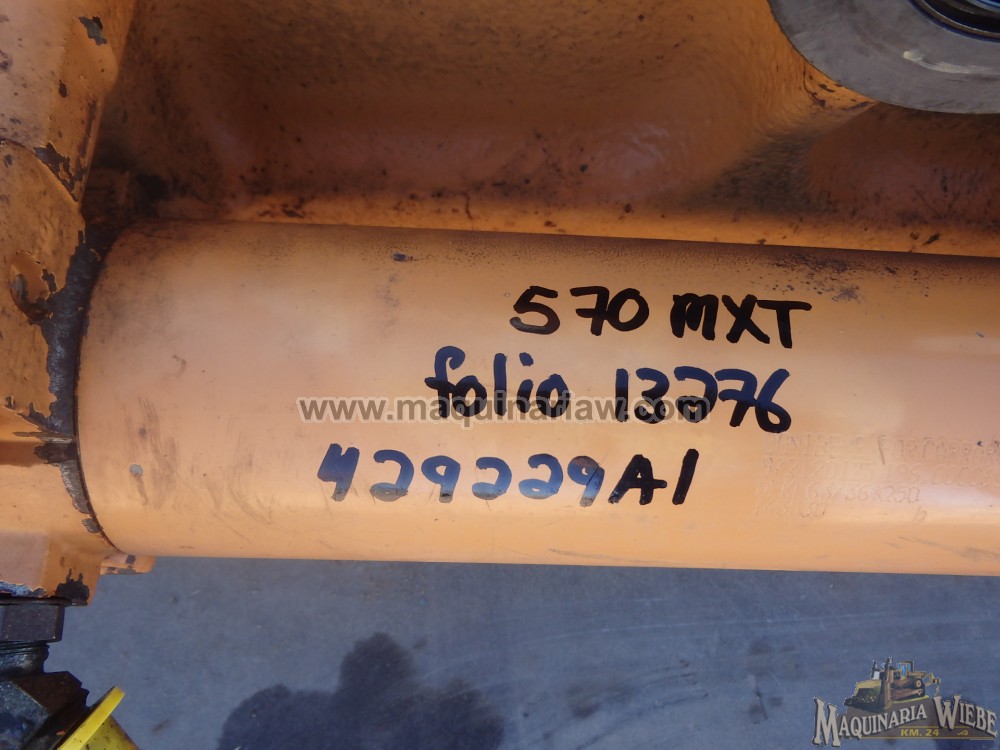 570 MXT
folio 13276
www.maquinariaw.com
429229A1
MAQUINARIA WIEBE
KM. 24